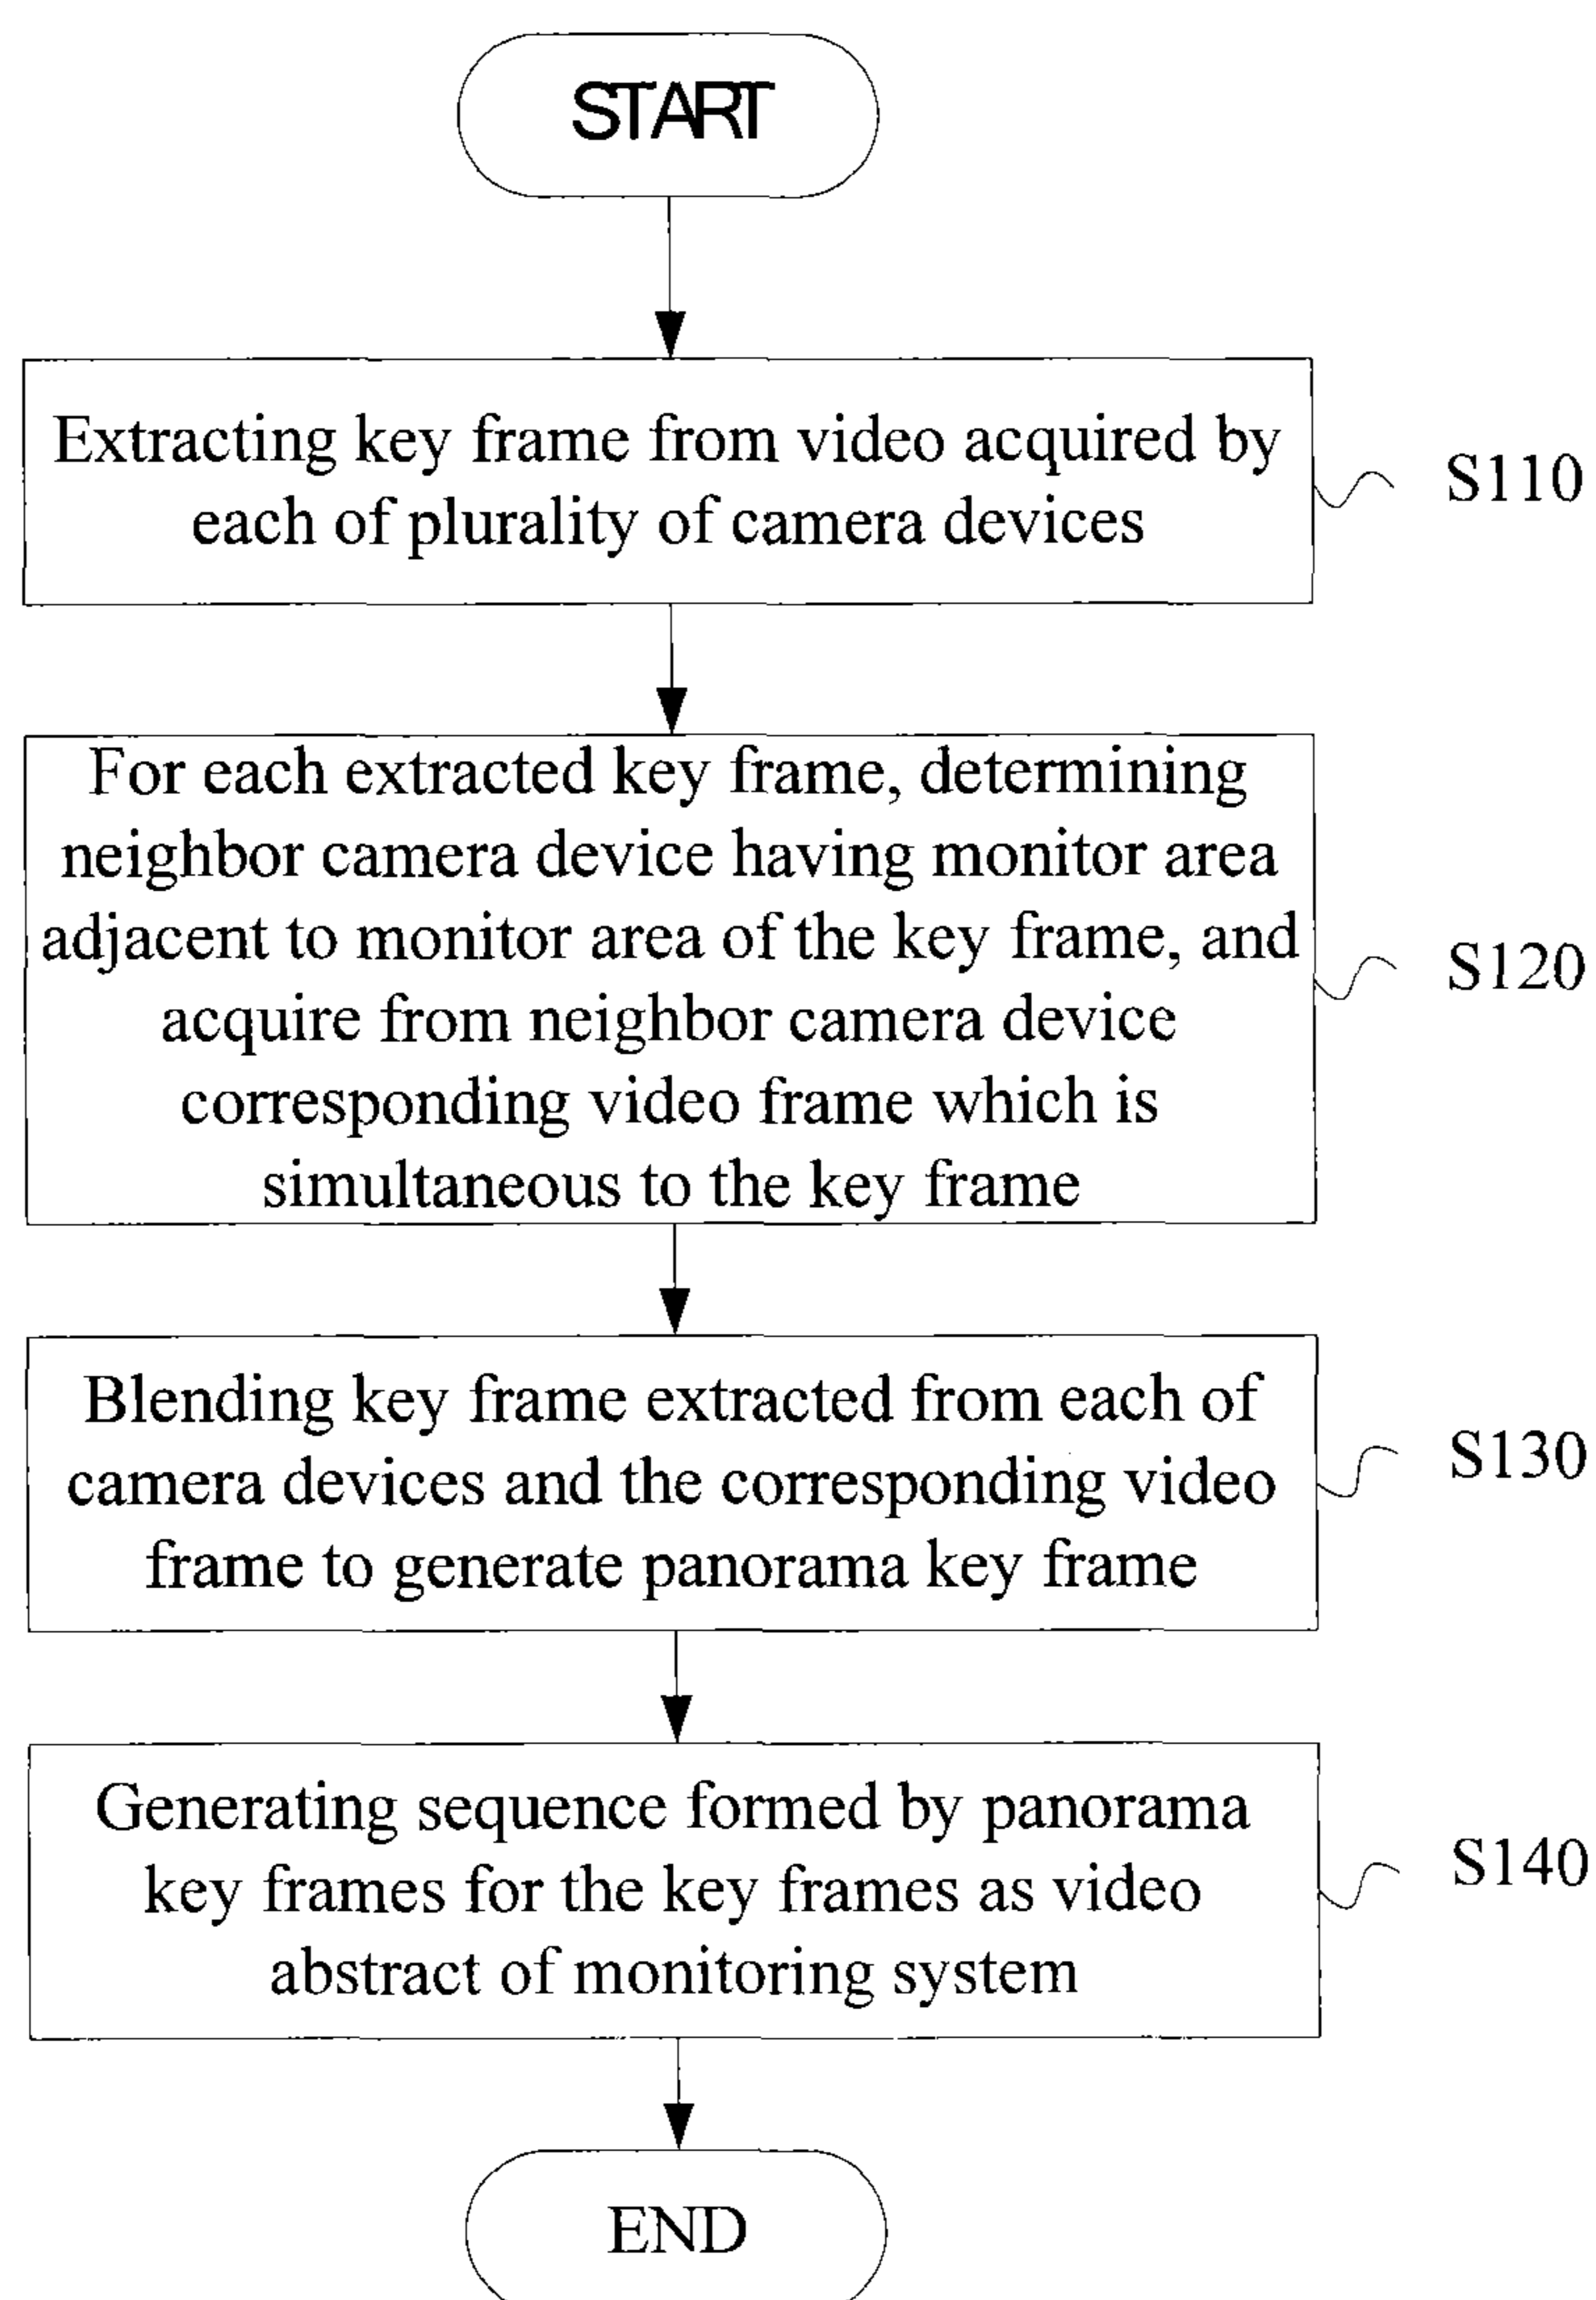 START
Extracting key frame from video acquired by
each of plurality of camera devices
S110
For each extracted key frame, determining
neighbor camera device having monitor area
adjacent to monitor area of the key frame, and
acquire from neighbor camera device
corresponding video frame which is
simultaneous to the key frame
S120
Blending key frame extracted from each of
camera devices and the corresponding video
frame to generate panorama key frame
S130
Generating sequence formed by panorama
key frames for the key frames as video
abstract of monitoring system
S140
END